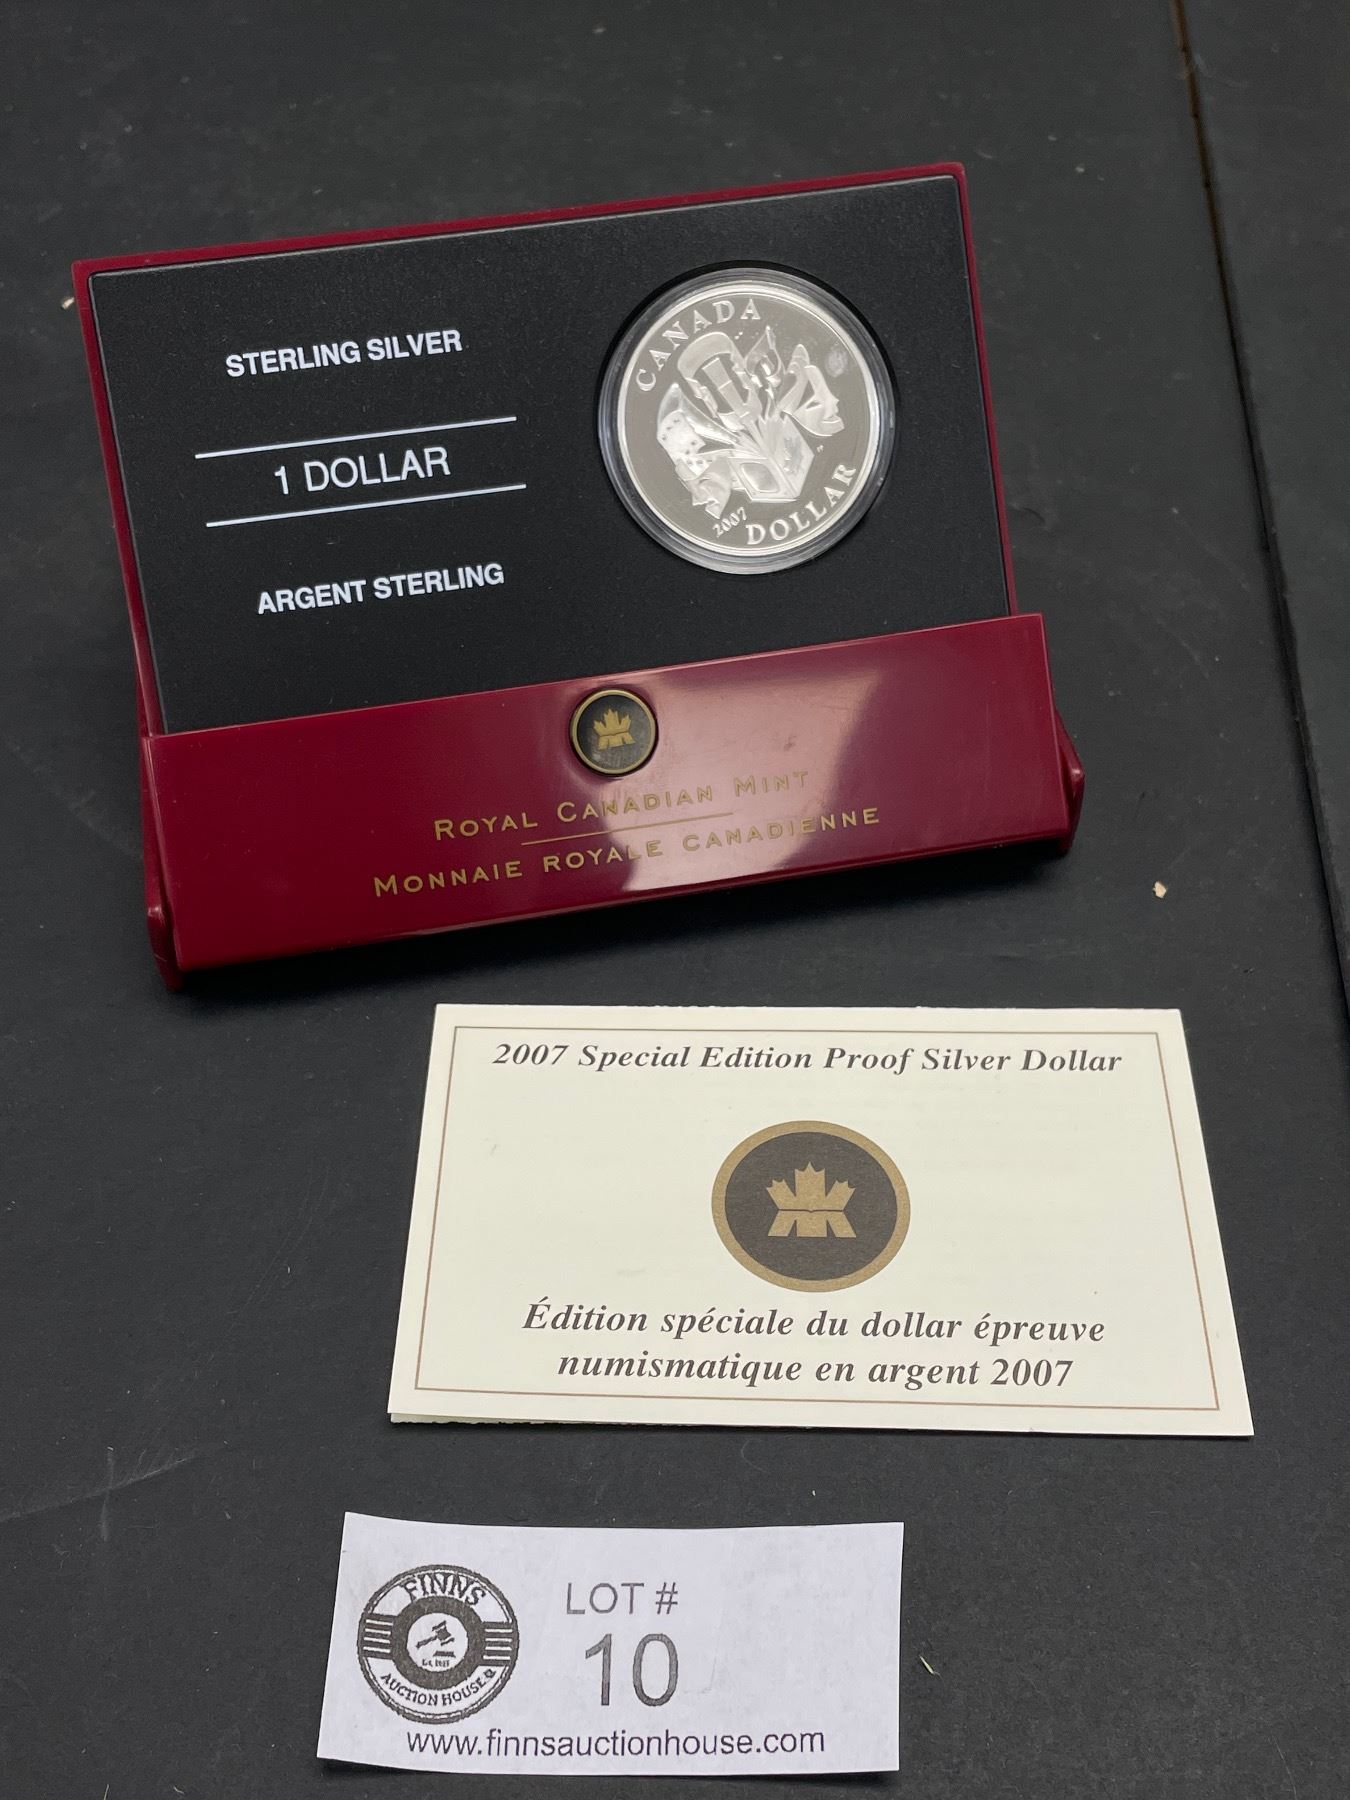 STERLING SILVER
1 DOLLAR
ARGENT STERLING
CANADA
2007
DOLLAR
ROYAL CANADIAN MINT
MONNAIE ROYALE CANADIENNE
2007 Special Edition Proof Silver Dollar
Édition spéciale du dollar épreuve
numismatique en argent 2007
FINNS
AUCTION HOUSE
LOT #
10
www.finnsauctionhouse.com